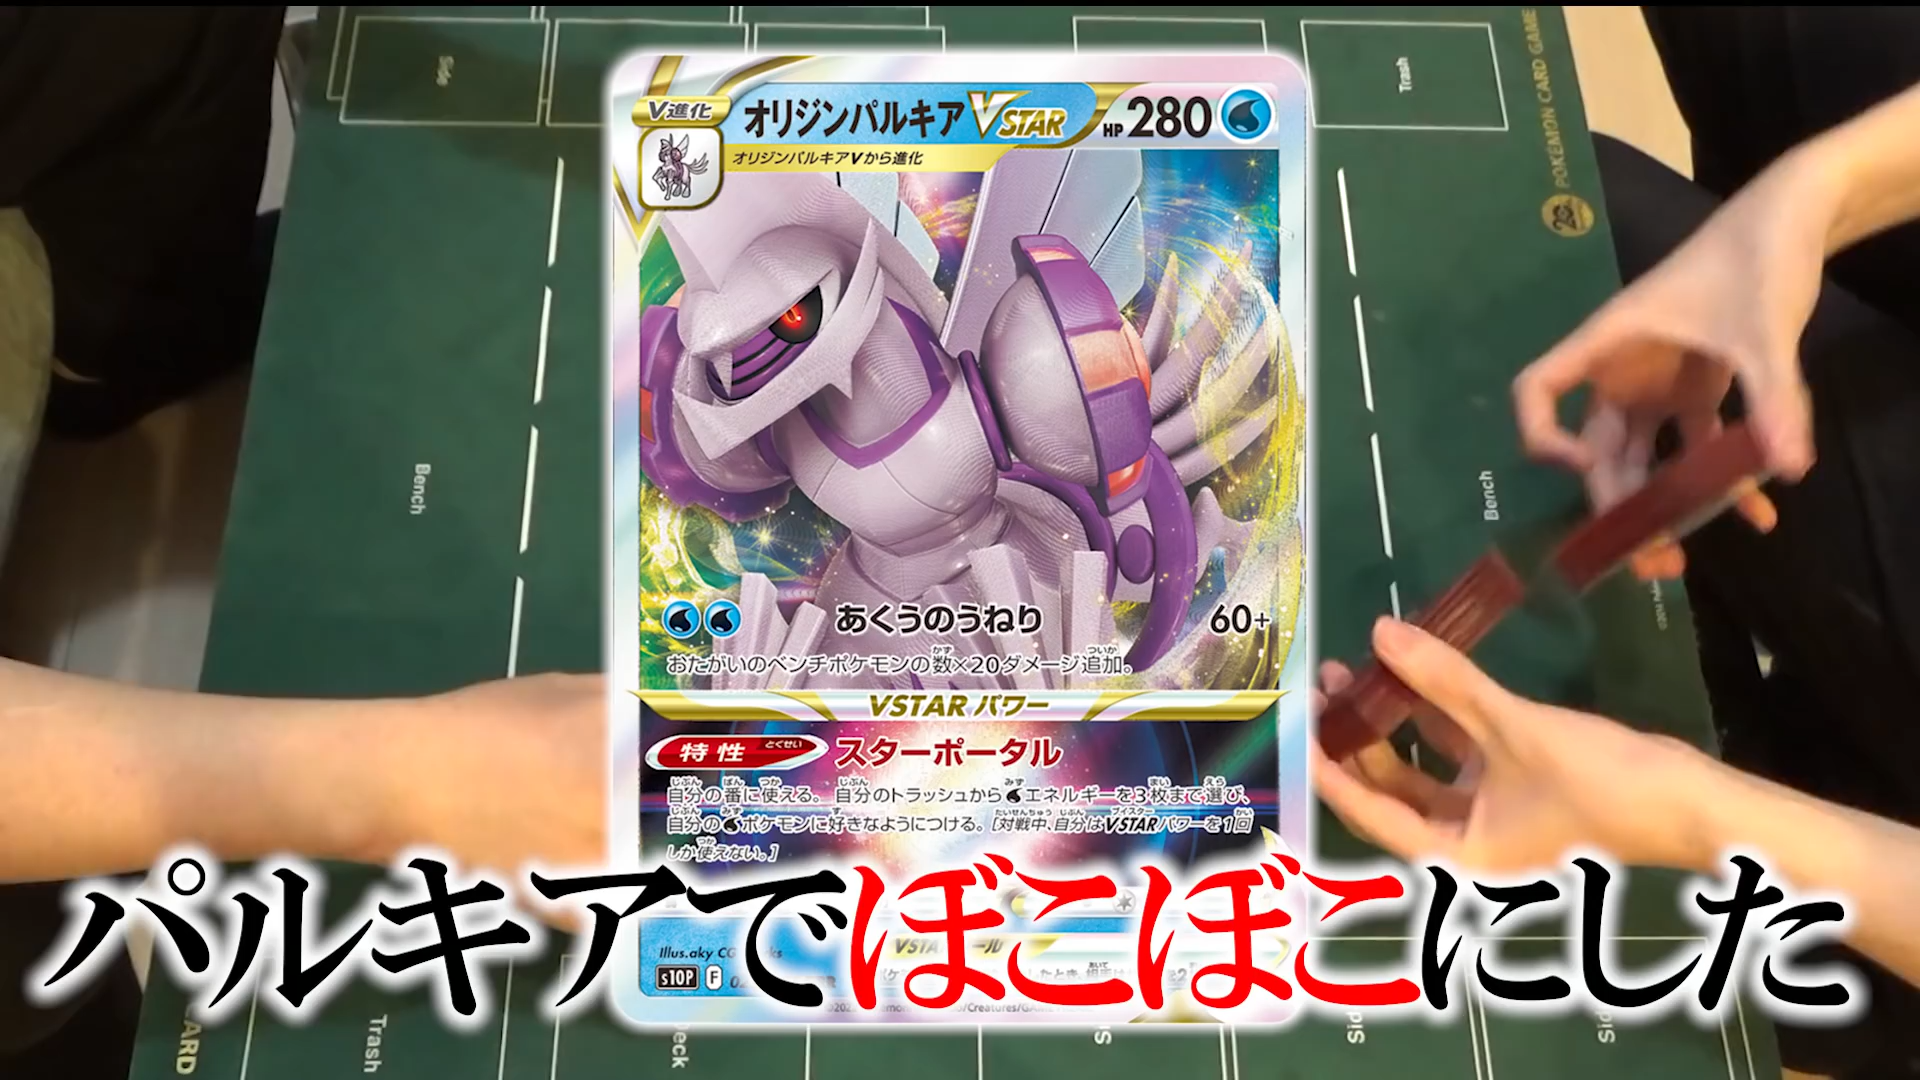 Side
Trash
POKÉMON CARD GAME
V進化
オリジンパルキア VSTAR
HP 280
オリジンパルキアVから進化
Bench
Bench
あくうのうねり 60+
おたがいのベンチポケモンの数×20ダメージ追加。
VSTARパワー
特性 スターポータル
自分の番に使える。自分のトラッシュからエネルギーを3枚まで選び、
自分のポケモンに好きなようにつける。[対戦中、自分はVSTARパワーを1回
しか使えない。]
パルキアでぼこぼこにした
Illus.aky CG
s10P F
CARD
Trash